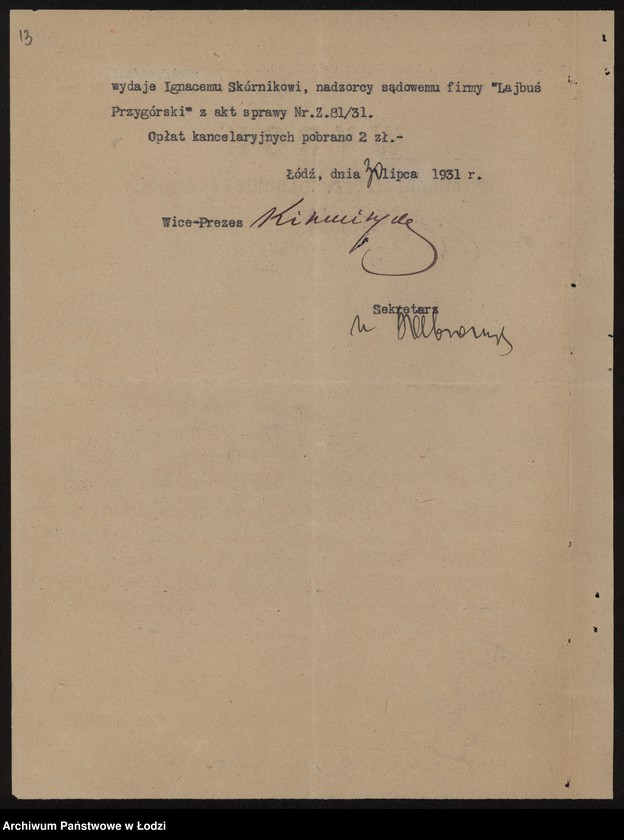 13
wydaje Ignacemu Skórnikowi, nadzorcy sądowemu firmy "Lajbuś
Przygórski" z akt sprawy Nr.Z.81/31.
Opłat kancelaryjnych pobrano 2 zł.-
Łódź, dnia 30 lipca 1931 r.
Wice-Prezes
Sekretarz
Archiwum Państwowe w Łodzi